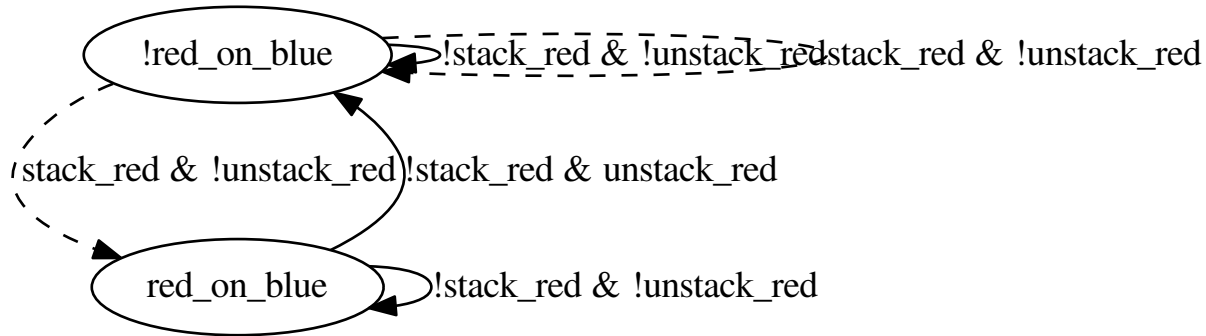 !red_on_blue
!stack_red & !unstack_red
stack_red & !unstack_red
stack_red & !unstack_red
!stack_red & unstack_red
red_on_blue
!stack_red & !unstack_red